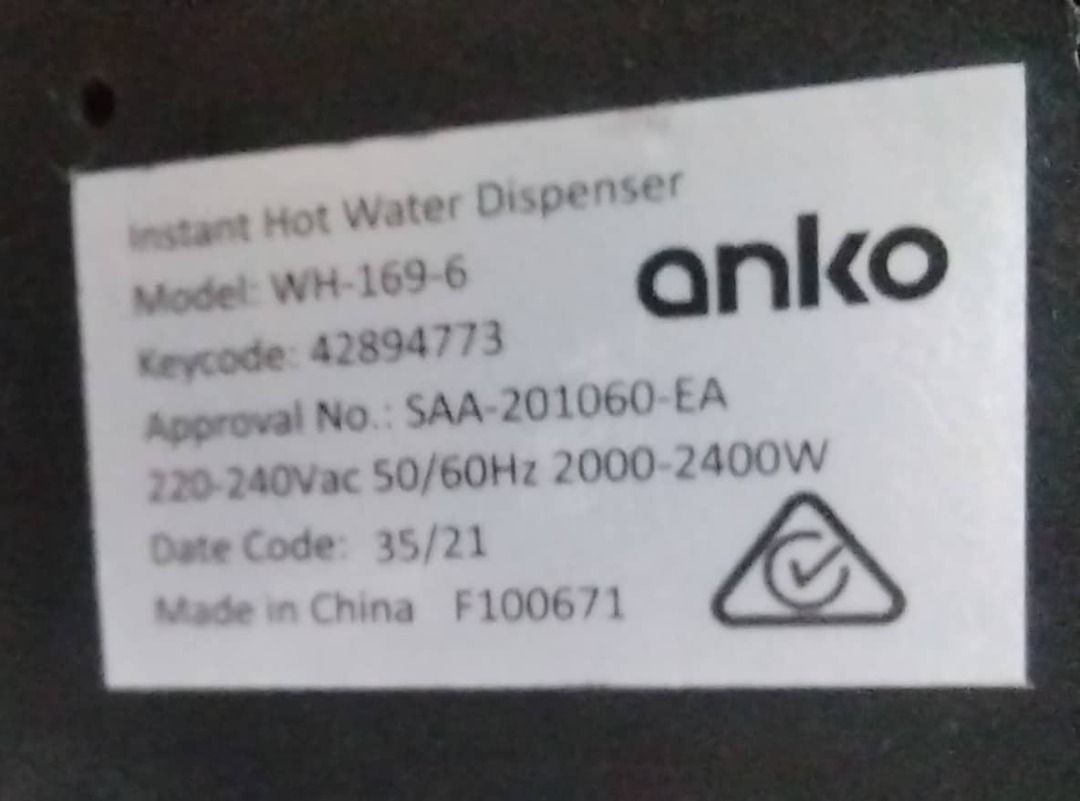 Instant Hot Water Dispenser
anko
Model: WH-169-6
Keycode: 42894773
Approval No.: SAA-201060-EA
220-240Vac 50/60Hz 2000-2400W
Date Code: 35/21
Made in China F100671